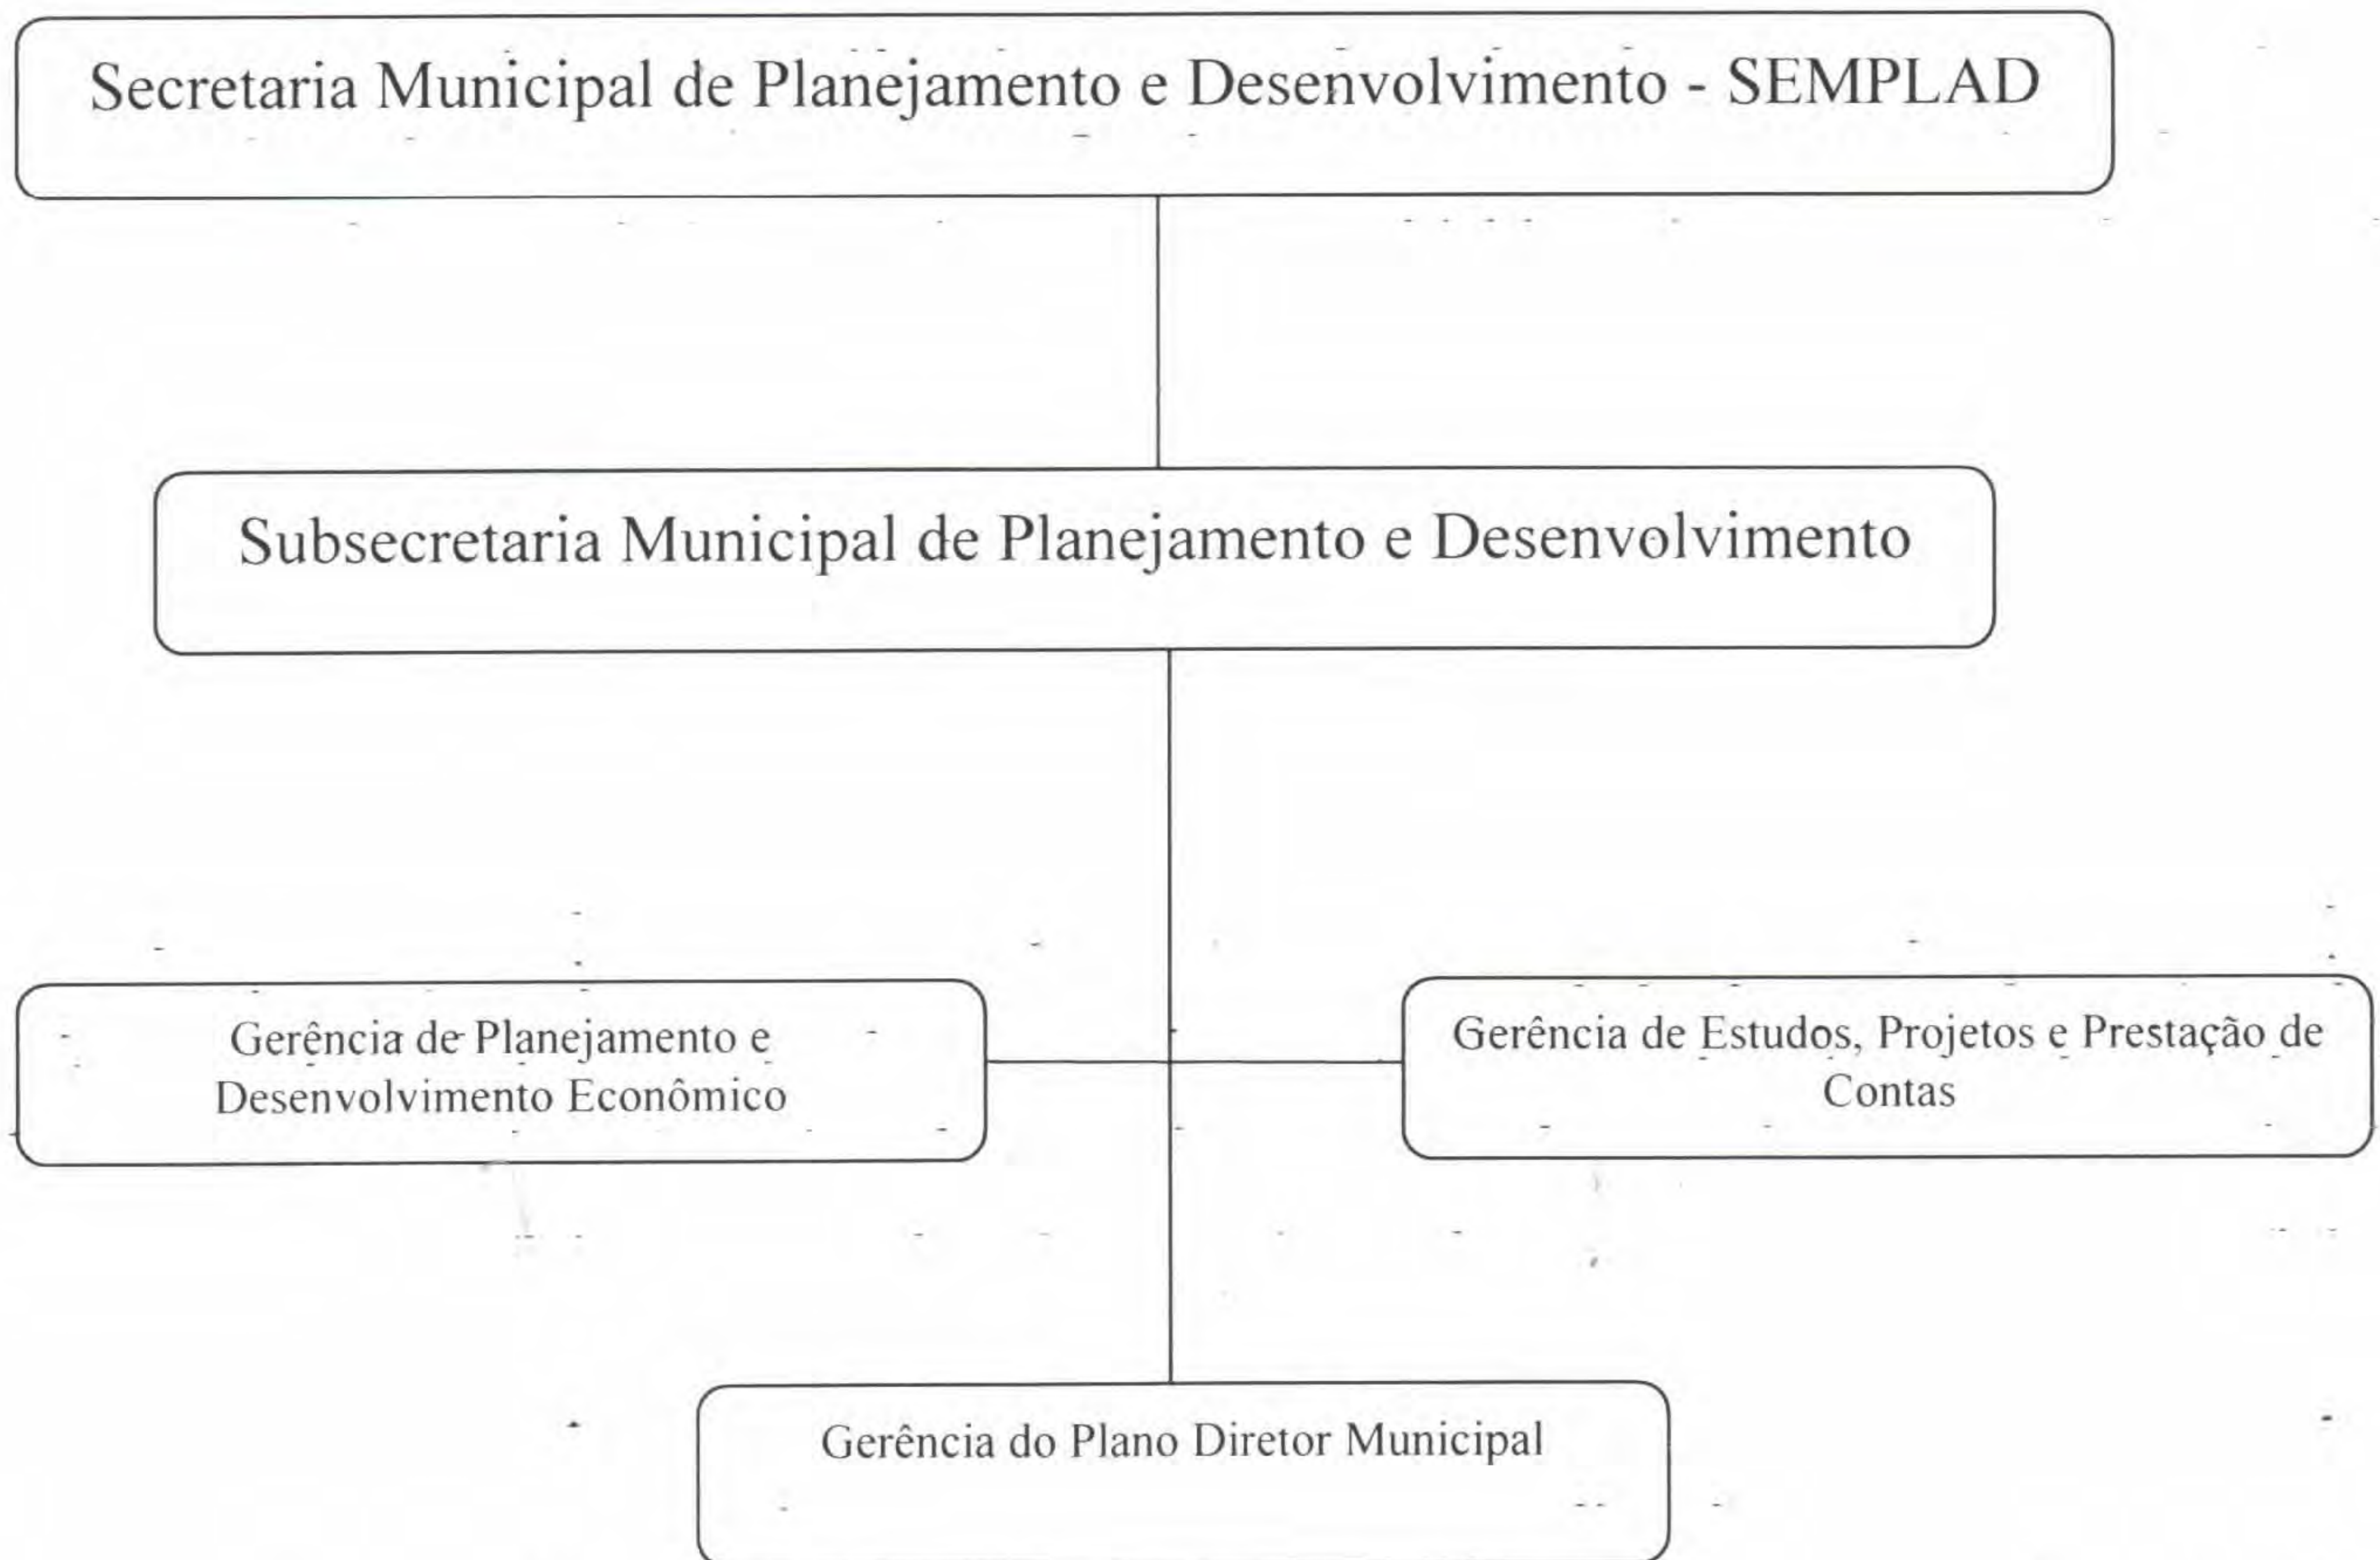 Secretaria Municipal de Planejamento e Desenvolvimento - SEMPLAD
Subsecretaria Municipal de Planejamento e Desenvolvimento
Gerência de Planejamento e
Desenvolvimento Econômico
Gerência de Estudos, Projetos e Prestação de
Contas
Gerência do Plano Diretor Municipal